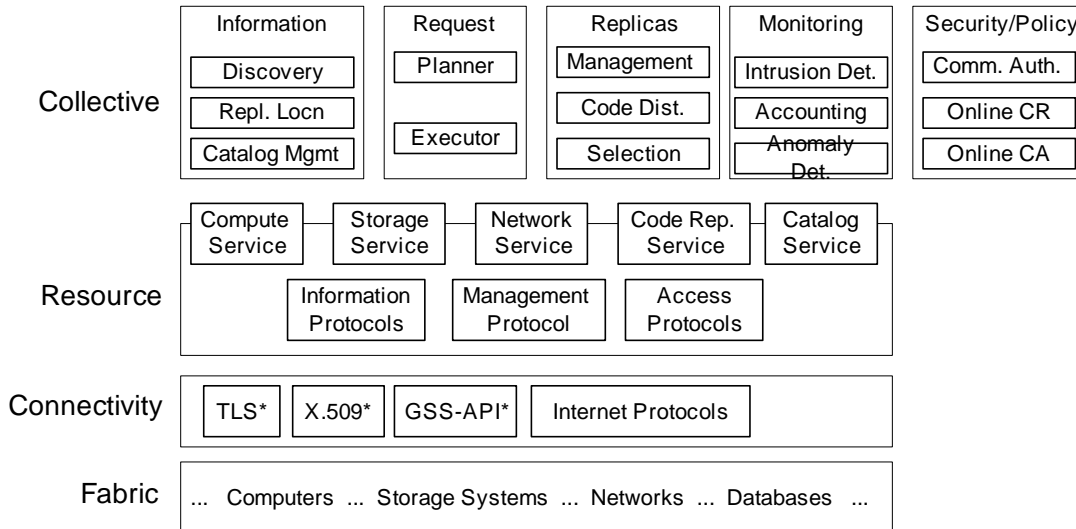 Information
Request
Replicas
Monitoring
Security/Policy
Collective
Discovery
Repl. Locn
Catalog Mgmt
Planner
Executor
Management
Code Dist.
Selection
Intrusion Det.
Accounting
Anomaly
Det.
Comm. Auth.
Online CR
Online CA
Resource
Compute
Service
Storage
Service
Network
Service
Code Rep.
Service
Catalog
Service
Information
Protocols
Management
Protocol
Access
Protocols
Connectivity
TLS*
X.509*
GSS-API*
Internet Protocols
Fabric
... Computers ... Storage Systems ... Networks ... Databases ...